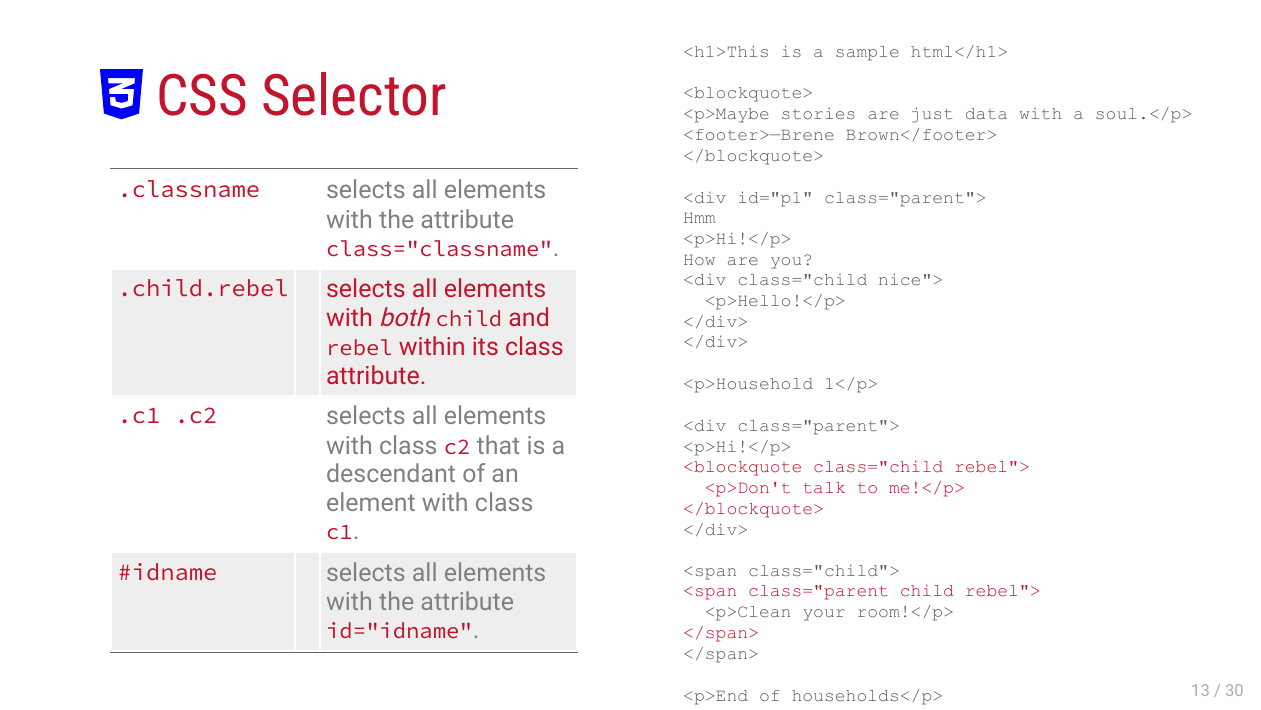 CSS Selector
.classname
selects all elements
with the attribute
class="classname".
.child.rebel
selects all elements
with both child and
rebel within its class
attribute.
.c1 .c2
selects all elements
with class c2 that is a
descendant of an
element with class
c1.
#idname
selects all elements
with the attribute
id="idname".
<h1>This is a sample html</h1>
<blockquote>
<p>Maybe stories are just data with a soul.</p>
<footer>—Brene Brown</footer>
</blockquote>
<div id="p1" class="parent">
Hmm
<p>Hi!</p>
How are you?
<div class="child nice">
  <p>Hello!</p>
</div>
</div>
<p>Household 1</p>
<div class="parent">
<p>Hi!</p>
<blockquote class="child rebel">
  <p>Don't talk to me!</p>
</blockquote>
</div>
<span class="child">
<span class="parent child rebel">
  <p>Clean your room!</p>
</span>
</span>
<p>End of households</p>
13 / 30